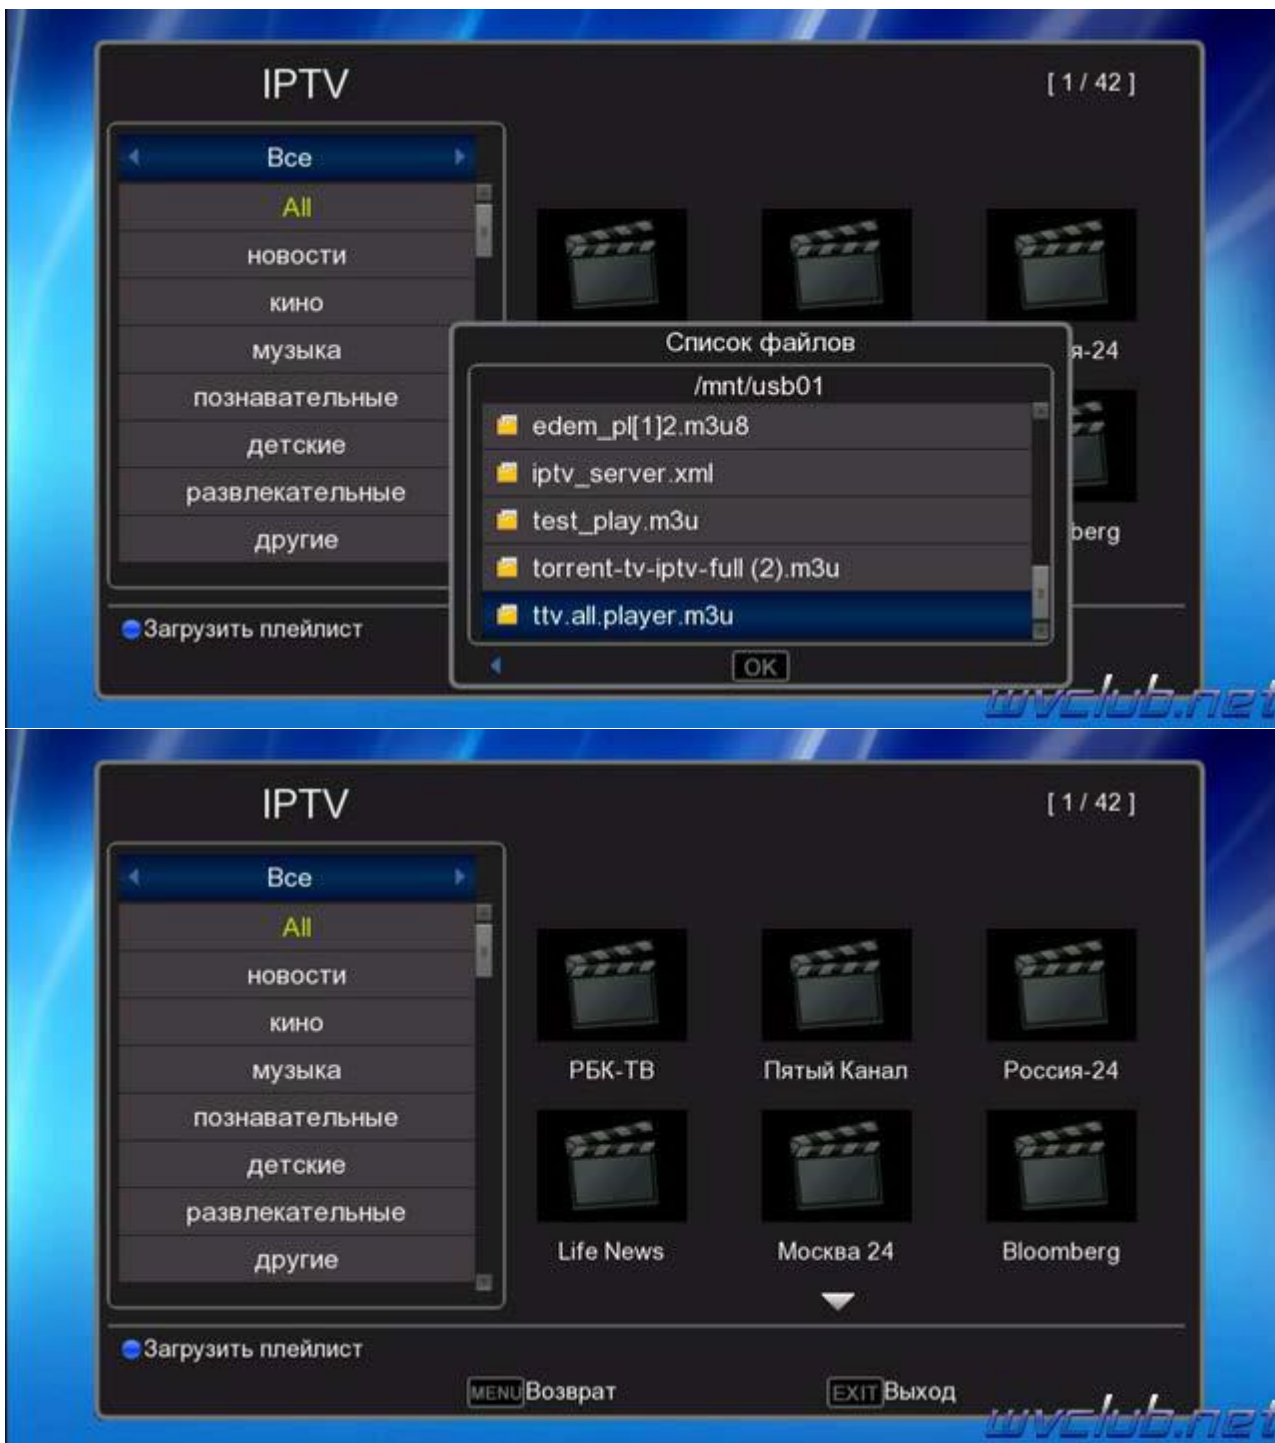 IPTV
[ 1 / 42 ]
Все
All
новости
кино
музыка
познавательные
детские
развлекательные
другие
я-24
berg
Список файлов
/mnt/usb01
edem_pl[1]2.m3u8
iptv_server.xml
test_play.m3u
torrent-tv-iptv-full (2).m3u
ttv.all.player.m3u
OK
Загрузить плейлист
wvclub.net
IPTV
[ 1 / 42 ]
Все
All
новости
кино
музыка
познавательные
детские
развлекательные
другие
РБК-ТВ Пятый Канал Россия-24
Life News Москва 24 Bloomberg
Загрузить плейлист
MENU Возврат EXIT Выход
wvclub.net